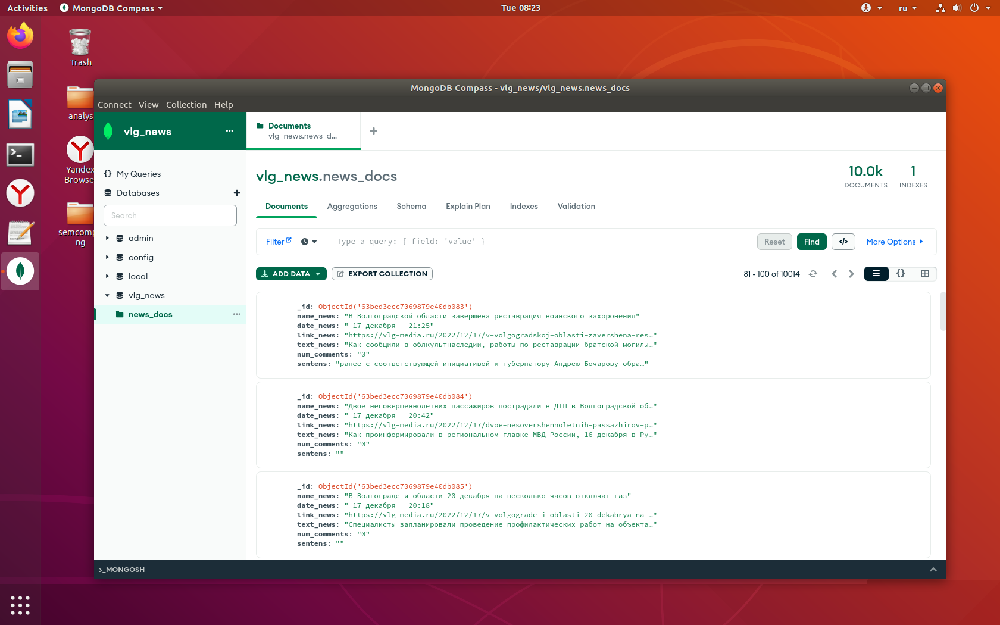 Activities
MongoDB Compass
Tue 08:23
ru
Trash
analys
Yandex
Browse
semcomp
ng
MongoDB Compass - vlg_news/vlg_news.news_docs
Connect View Collection Help
vlg_news
Documents
vlg_news.news_d...
My Queries
Databases
Search
admin
config
local
vlg_news
news_docs
vlg_news.news_docs
10.0k
DOCUMENTS
1
INDEXES
Documents Aggregations Schema Explain Plan Indexes Validation
Filter
Type a query: { field: 'value' }
Reset
Find
More Options
ADD DATA
EXPORT COLLECTION
81 - 100 of 10014
_id: ObjectId('63bed3ecc7069879e40db083')
name_news: "В Волгоградской области завершена реставрация воинского захоронения"
date_news: " 17 декабря   21:25"
link_news: "https://vlg-media.ru/2022/12/17/v-volgogradskoj-oblasti-zavershena-res…"
text_news: "Как сообщили в облкультнаследии, работы по реставрации братской могилы…"
num_comments: "0"
sentens: "ранее с соответствующей инициативой к губернатору Андрею Бочарову обра…"
_id: ObjectId('63bed3ecc7069879e40db084')
name_news: "Двое несовершеннолетних пассажиров пострадали в ДТП в Волгоградской об…"
date_news: " 17 декабря   20:42"
link_news: "https://vlg-media.ru/2022/12/17/dvoe-nesovershennoletnih-passazhirov-p…"
text_news: "Как проинформировали в региональном главке МВД России, 16 декабря в Ру…"
num_comments: "0"
sentens: ""
_id: ObjectId('63bed3ecc7069879e40db085')
name_news: "В Волгограде и области 20 декабря на несколько часов отключат газ"
date_news: " 17 декабря   20:18"
link_news: "https://vlg-media.ru/2022/12/17/v-volgograde-i-oblasti-20-dekabrya-na-…"
text_news: "Специалисты запланировали проведение профилактических работ на объекта…"
num_comments: "0"
sentens: ""
>_MONGOSH